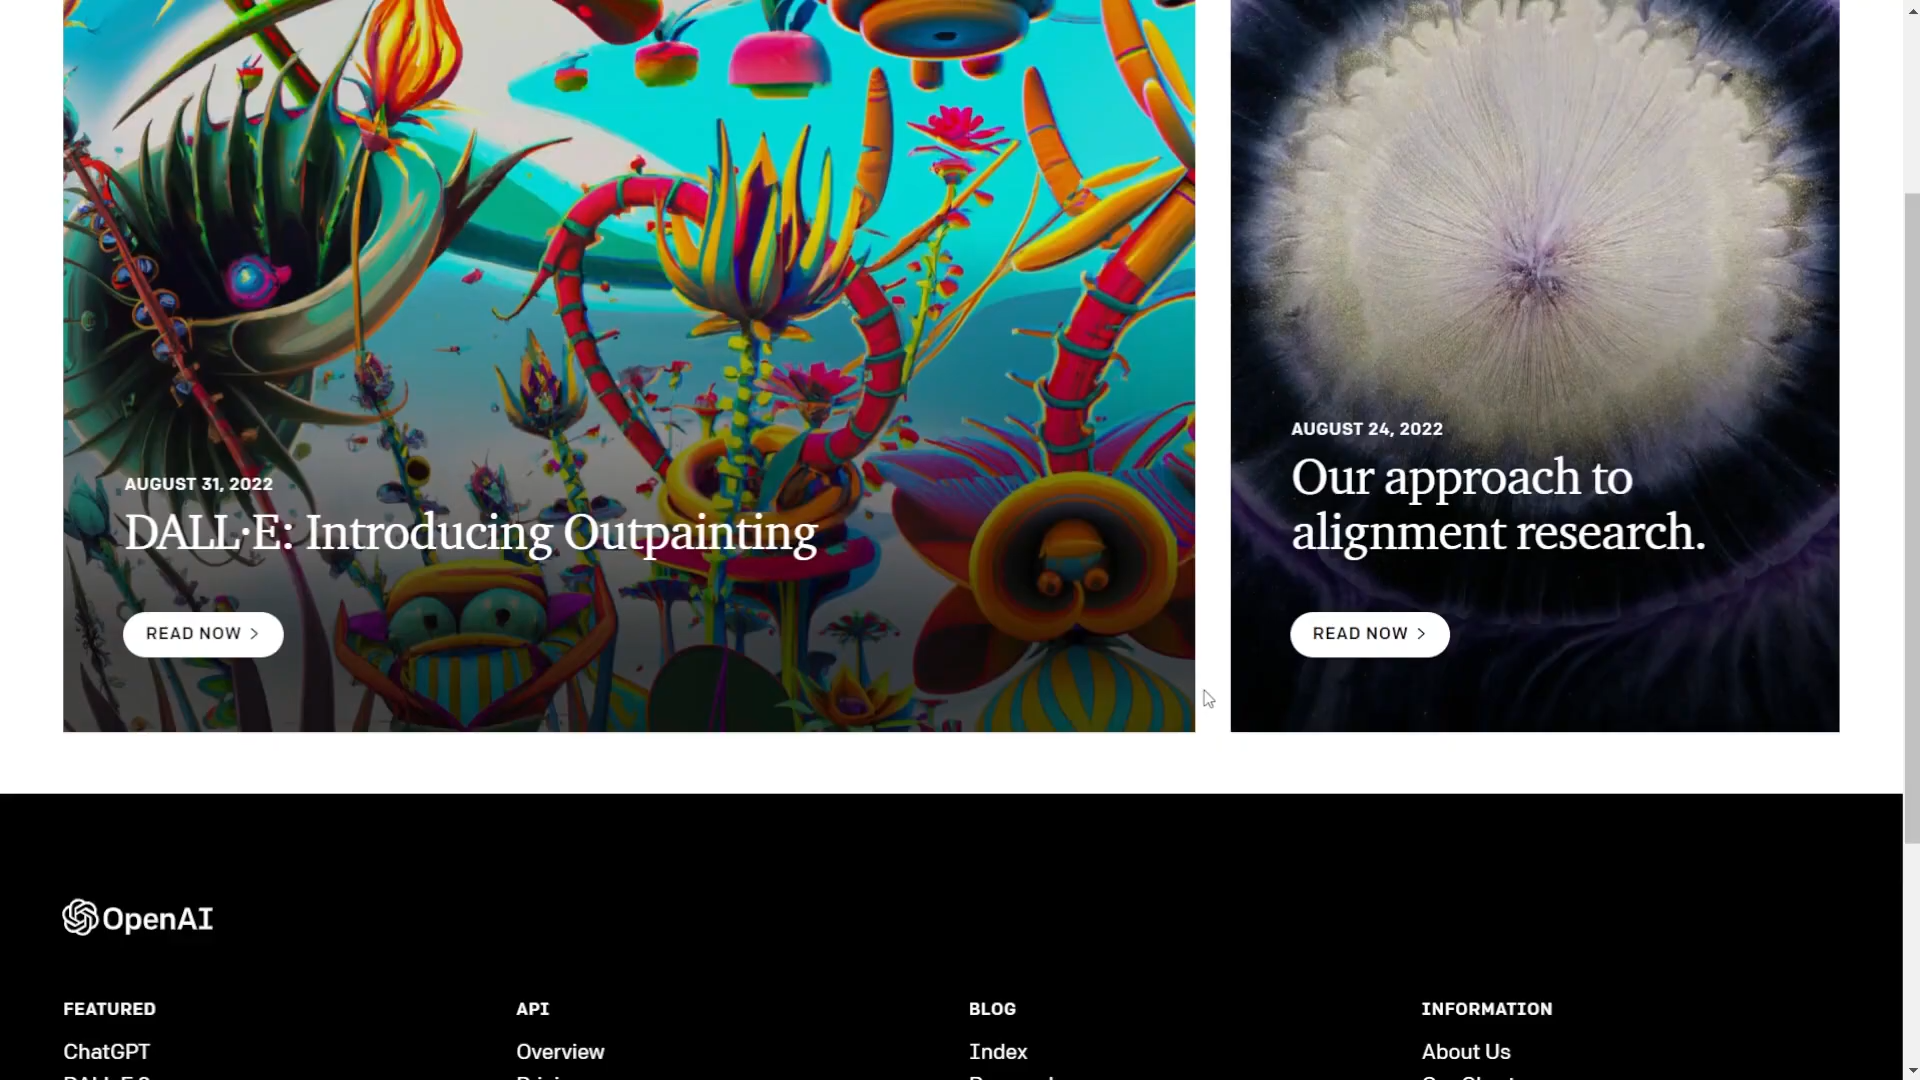 AUGUST 31, 2022
DALL·E: Introducing Outpainting
READ NOW >
AUGUST 24, 2022
Our approach to
alignment research.
READ NOW >
OpenAI
FEATURED
ChatGPT
API
Overview
BLOG
Index
INFORMATION
About Us